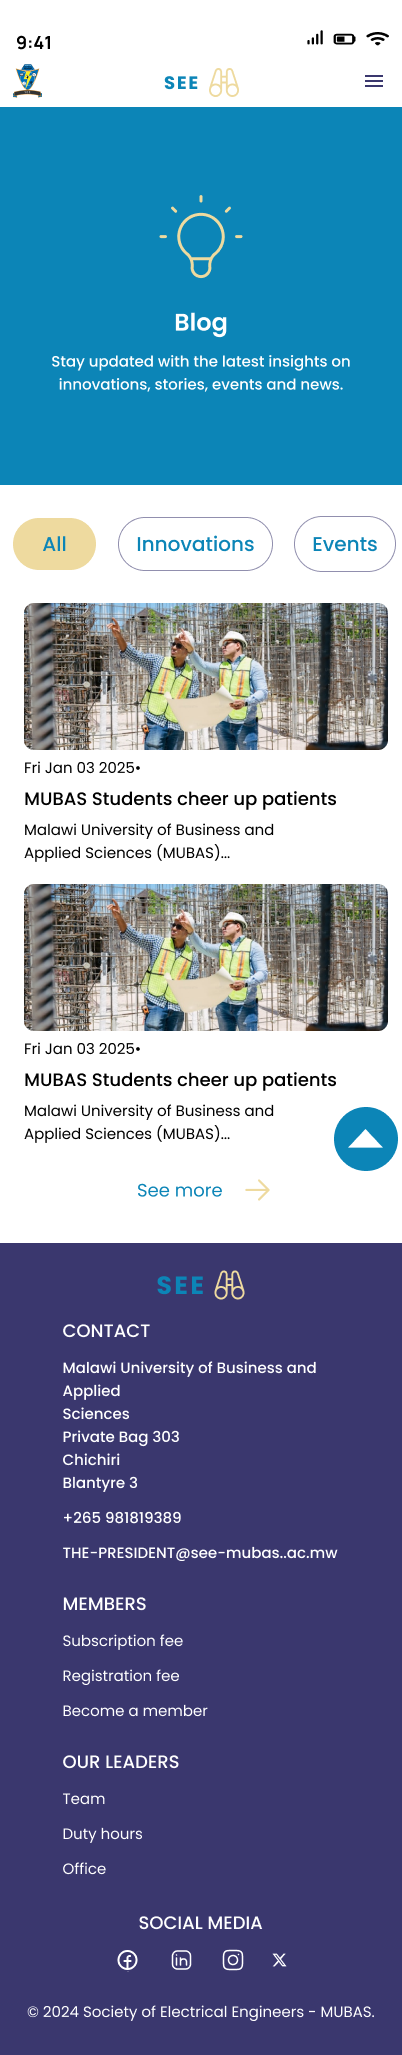 9:41
SEE
Blog
Stay updated with the latest insights on
innovations, stories, events and news.
All
Innovations
Events
Fri Jan 03 2025•
MUBAS Students cheer up patients
Malawi University of Business and
Applied Sciences (MUBAS)...
Fri Jan 03 2025•
MUBAS Students cheer up patients
Malawi University of Business and
Applied Sciences (MUBAS)...
See more
SEE
CONTACT
Malawi University of Business and
Applied
Sciences
Private Bag 303
Chichiri
Blantyre 3
+265 981819389
THE-PRESIDENT@see-mubas..ac.mw
MEMBERS
Subscription fee
Registration fee
Become a member
OUR LEADERS
Team
Duty hours
Office
SOCIAL MEDIA
© 2024 Society of Electrical Engineers - MUBAS.